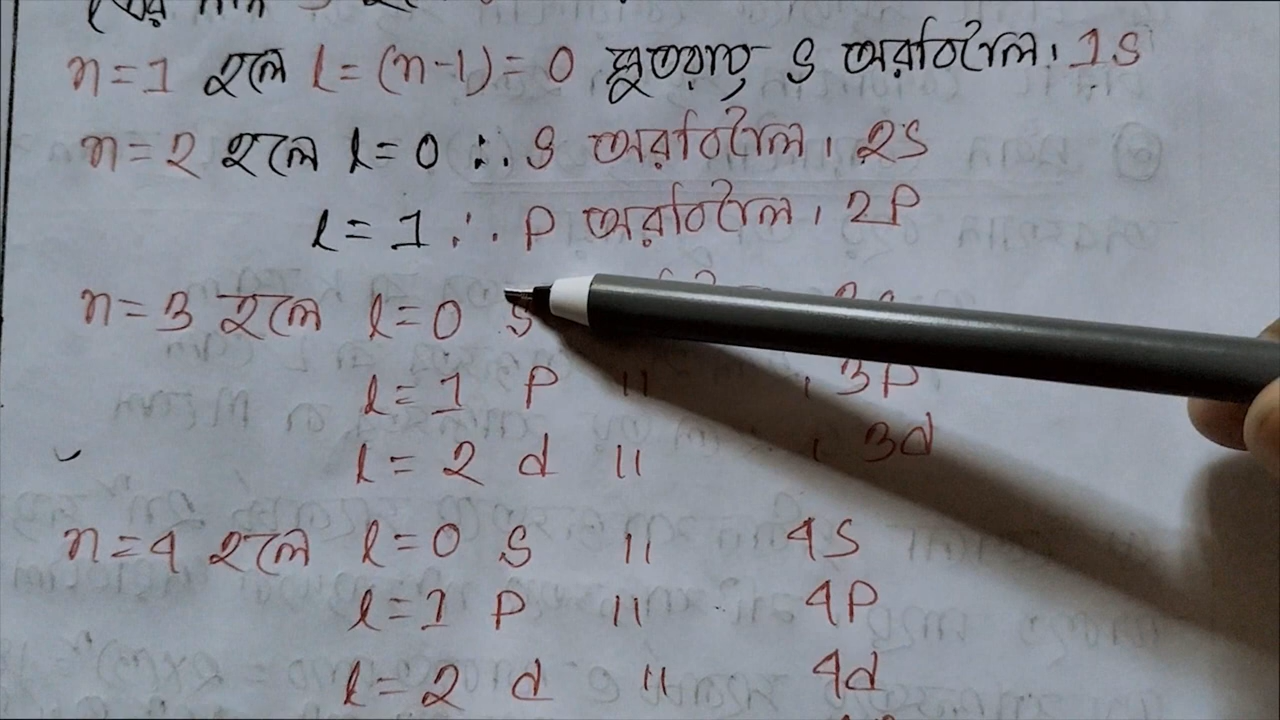 n=1 হলে l=(n-1)=0 সুতরাং s অরবিটাল। 1s
n=2 হলে l=0 ∴ s অরবিটাল। 2s
l=1 ∴ p অরবিটাল। 2p
n=3 হলে l=0 s
l=1 p " । 3p
l=2 d " । 3d
n=4 হলে l=0 s " 4s
l=1 p " 4p
l=2 d " 4d